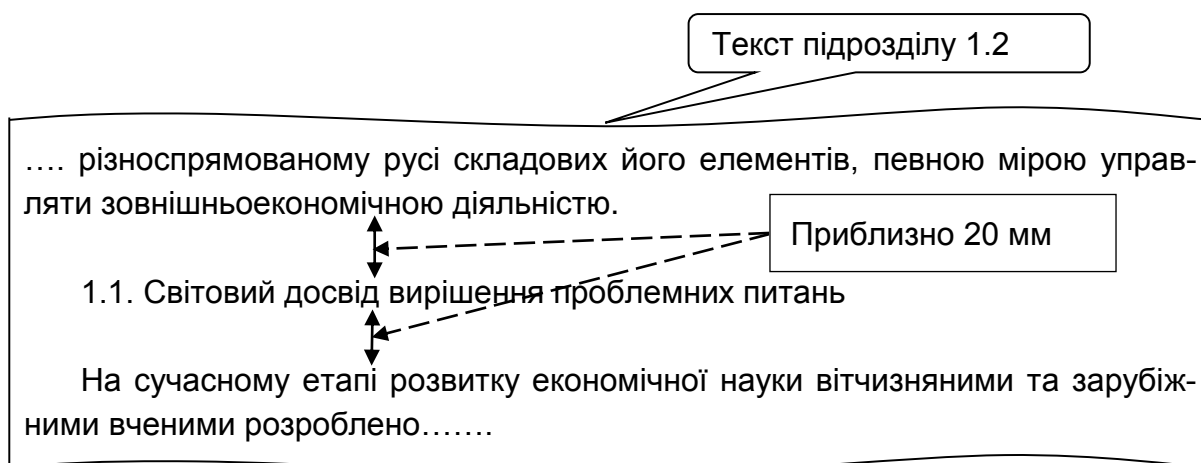 Текст підрозділу 1.2
…. різноспрямованому русі складових його елементів, певною мірою управ-
ляти зовнішньоекономічною діяльністю.
Приблизно 20 мм
1.1. Світовий досвід вирішення проблемних питань
На сучасному етапі розвитку економічної науки вітчизняними та зарубіж-
ними вченими розроблено…….